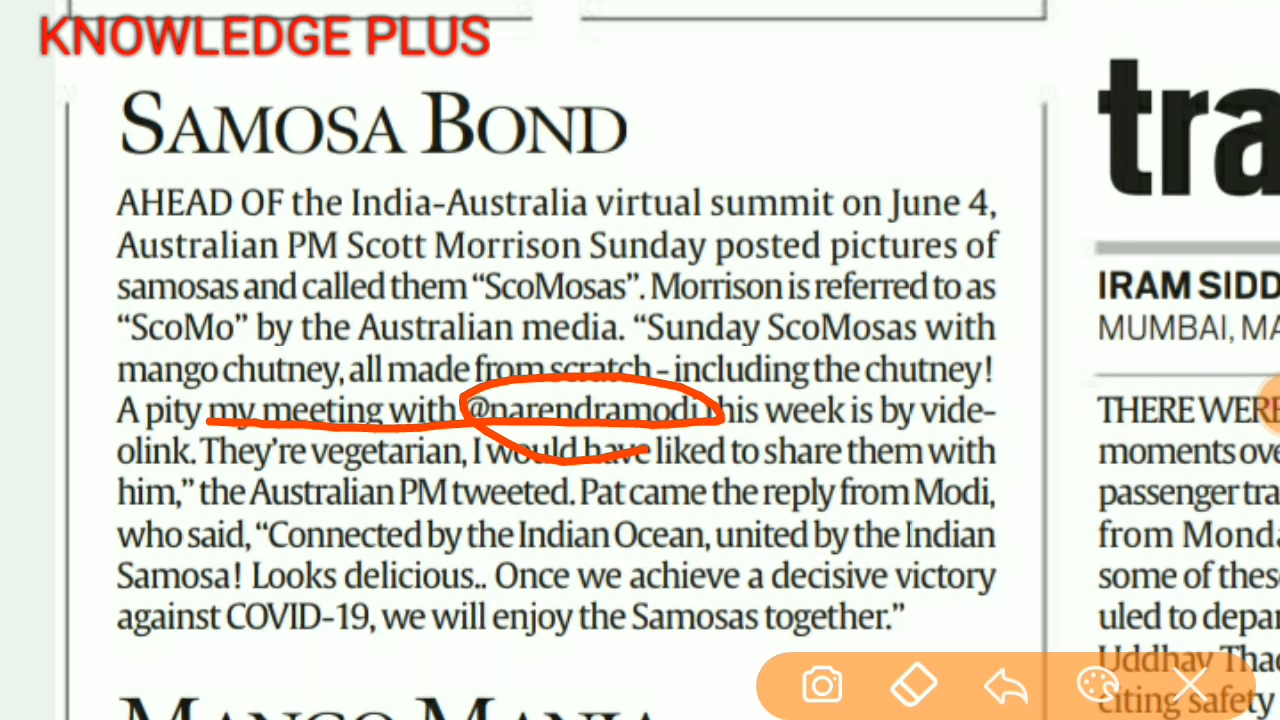 KNOWLEDGE PLUS
SAMOSA BOND
AHEAD OF the India-Australia virtual summit on June 4,
Australian PM Scott Morrison Sunday posted pictures of
samosas and called them “ScoMosas”. Morrison is referred to as
“ScoMo” by the Australian media. “Sunday ScoMosas with
mango chutney, all made from scratch - including the chutney!
A pity my meeting with @narendramodi this week is by vide-
olink. They’re vegetarian, I would have liked to share them with
him,” the Australian PM tweeted. Pat came the reply from Modi,
who said, “Connected by the Indian Ocean, united by the Indian
Samosa! Looks delicious.. Once we achieve a decisive victory
against COVID-19, we will enjoy the Samosas together.”
MANGO MANIA
tra
IRAM SIDD
MUMBAI, MA
THERE WERE
moments ove
passenger tra
from Monda
some of thes
uled to depar
Uddhav Thac
citing safety